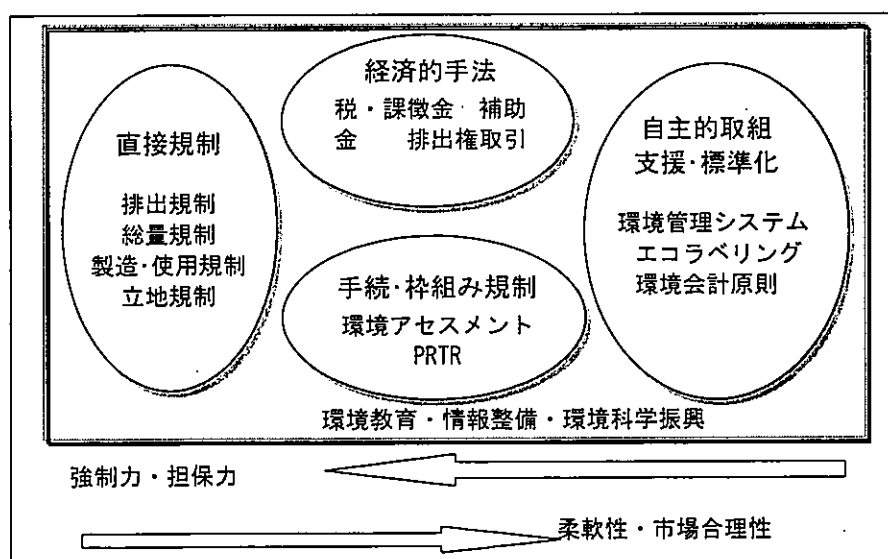 直接規制
排出規制
総量規制
製造・使用規制
立地規制
経済的手法
税・課徴金・補助
金　排出権取引
手続・枠組み規制
環境アセスメント
PRTR
自主的取組
支援・標準化
環境管理システム
エコラベリング
環境会計原則
環境教育・情報整備・環境科学振興
強制力・担保力
柔軟性・市場合理性